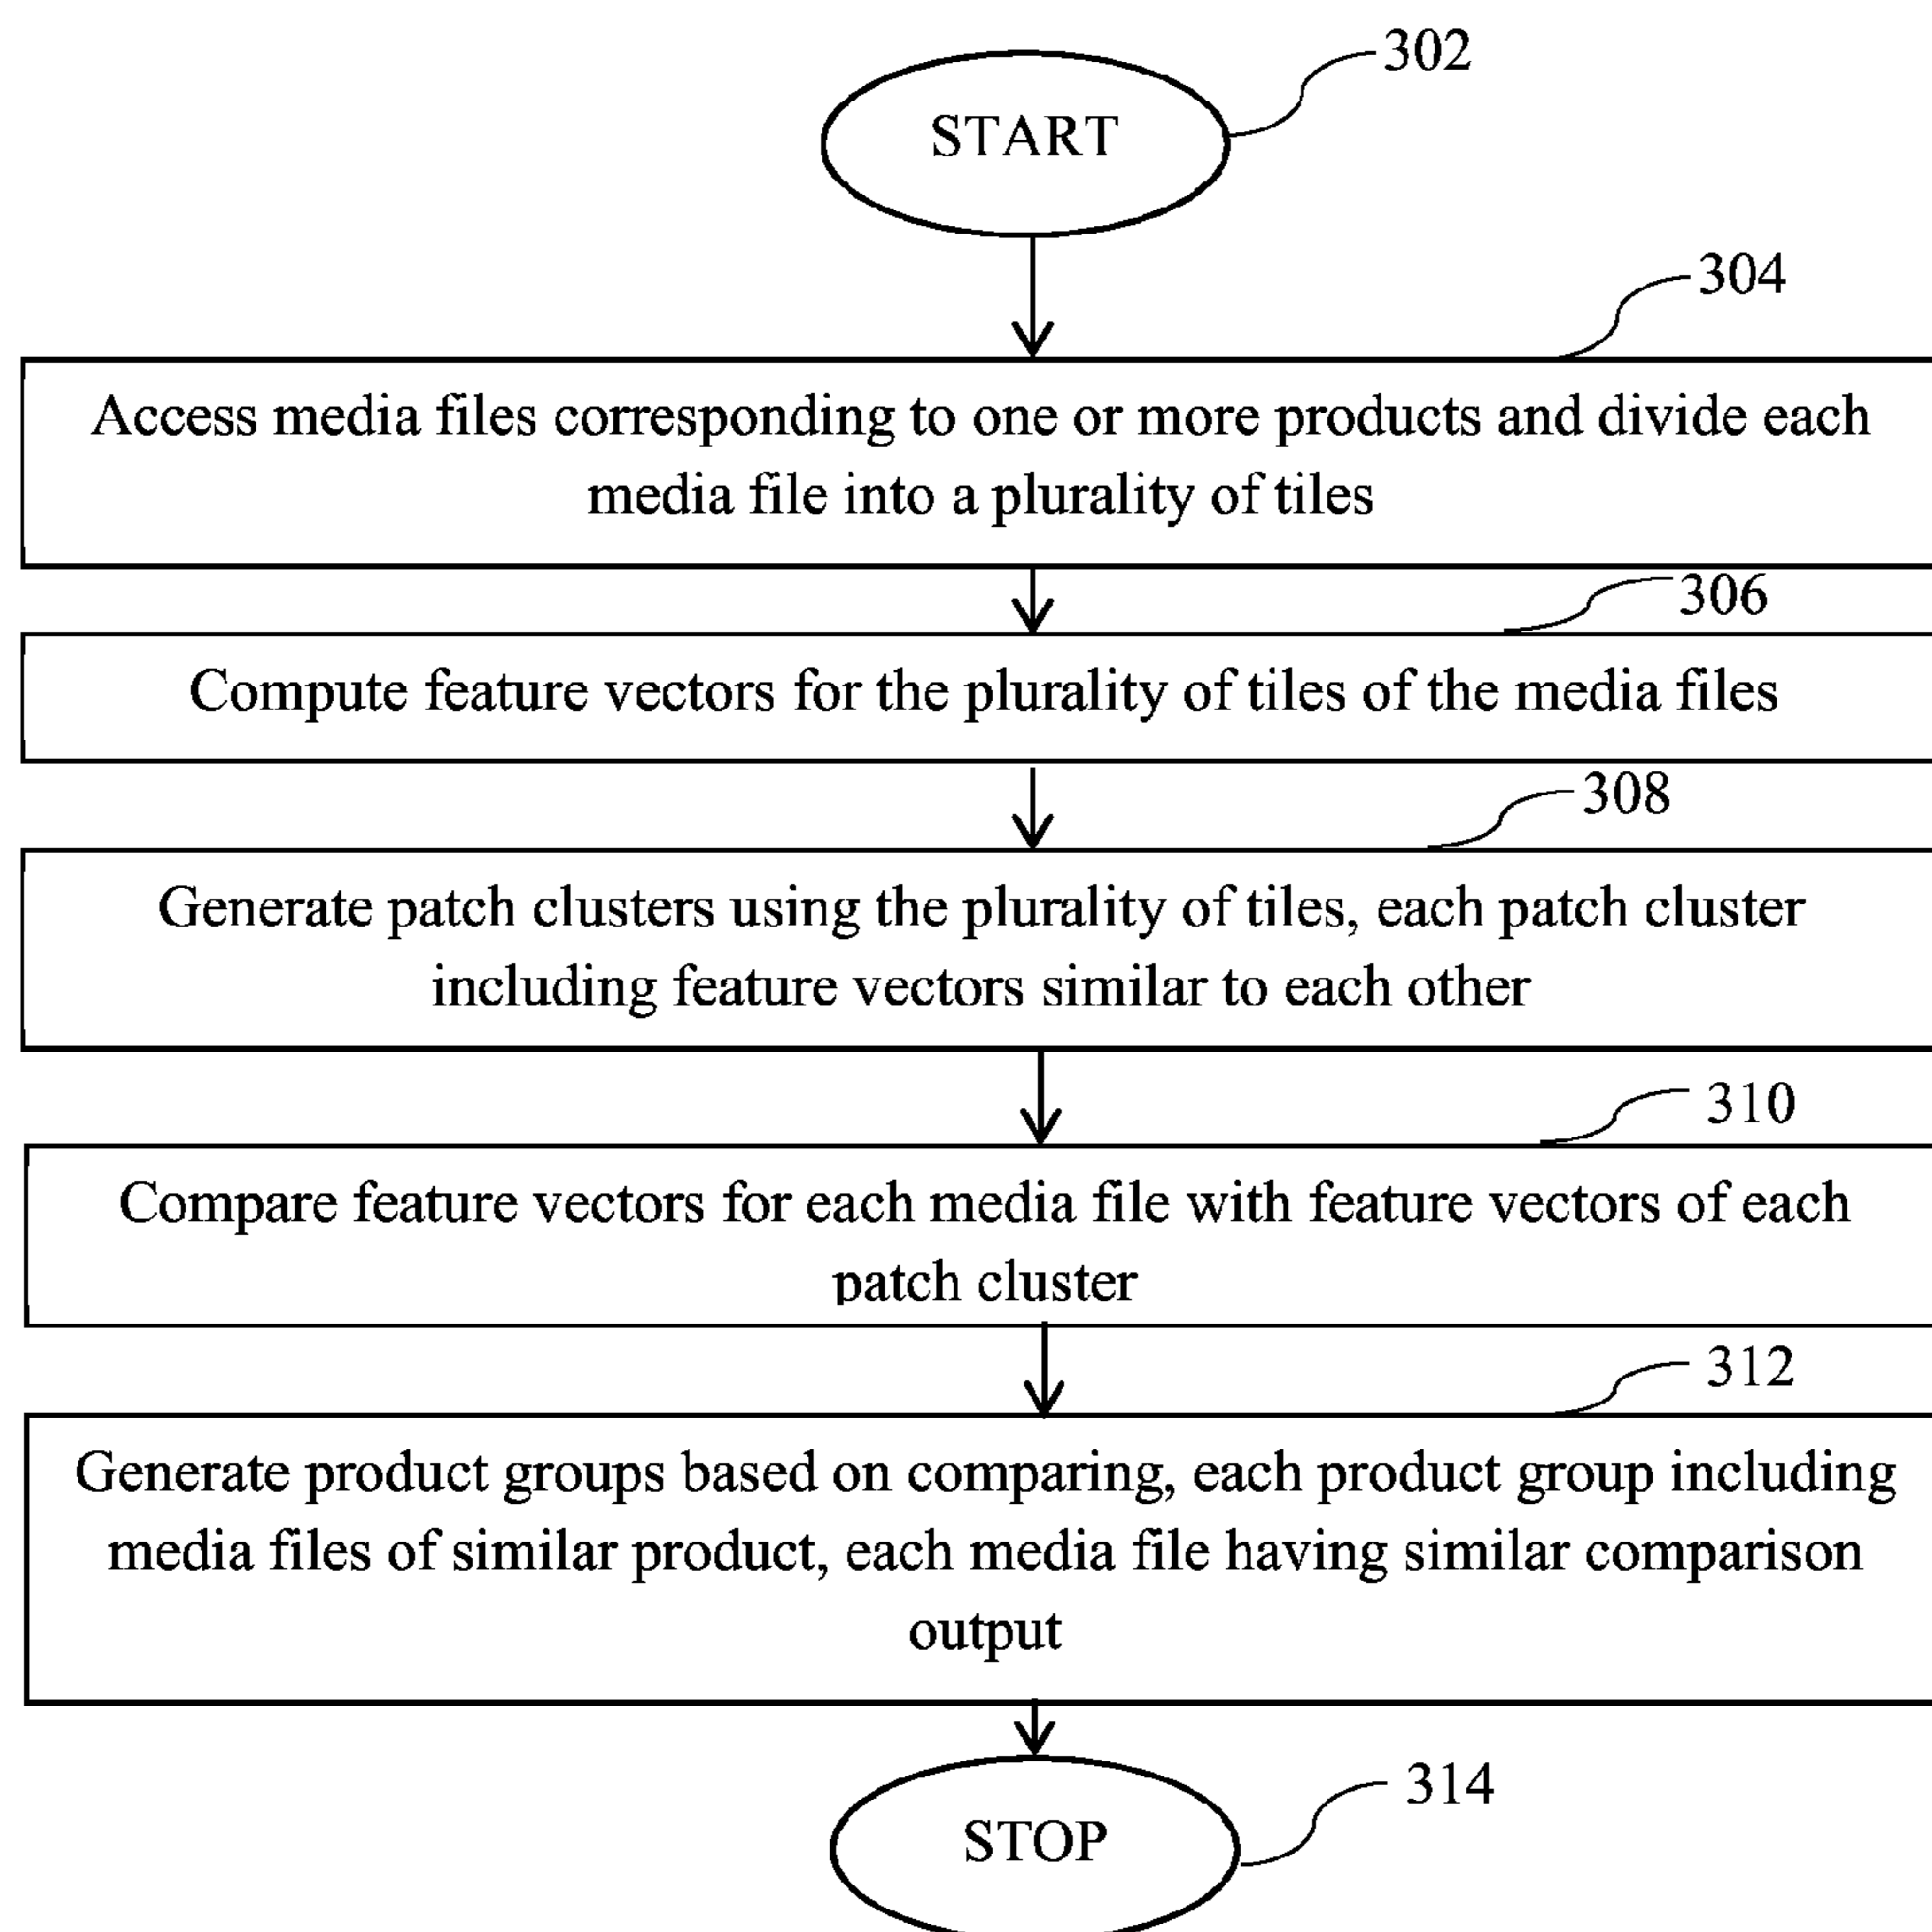 302
START
304
Access media files corresponding to one or more products and divide each
media file into a plurality of tiles
306
Compute feature vectors for the plurality of tiles of the media files
308
Generate patch clusters using the plurality of tiles, each patch cluster
including feature vectors similar to each other
310
Compare feature vectors for each media file with feature vectors of each
patch cluster
312
Generate product groups based on comparing, each product group including
media files of similar product, each media file having similar comparison
output
314
STOP